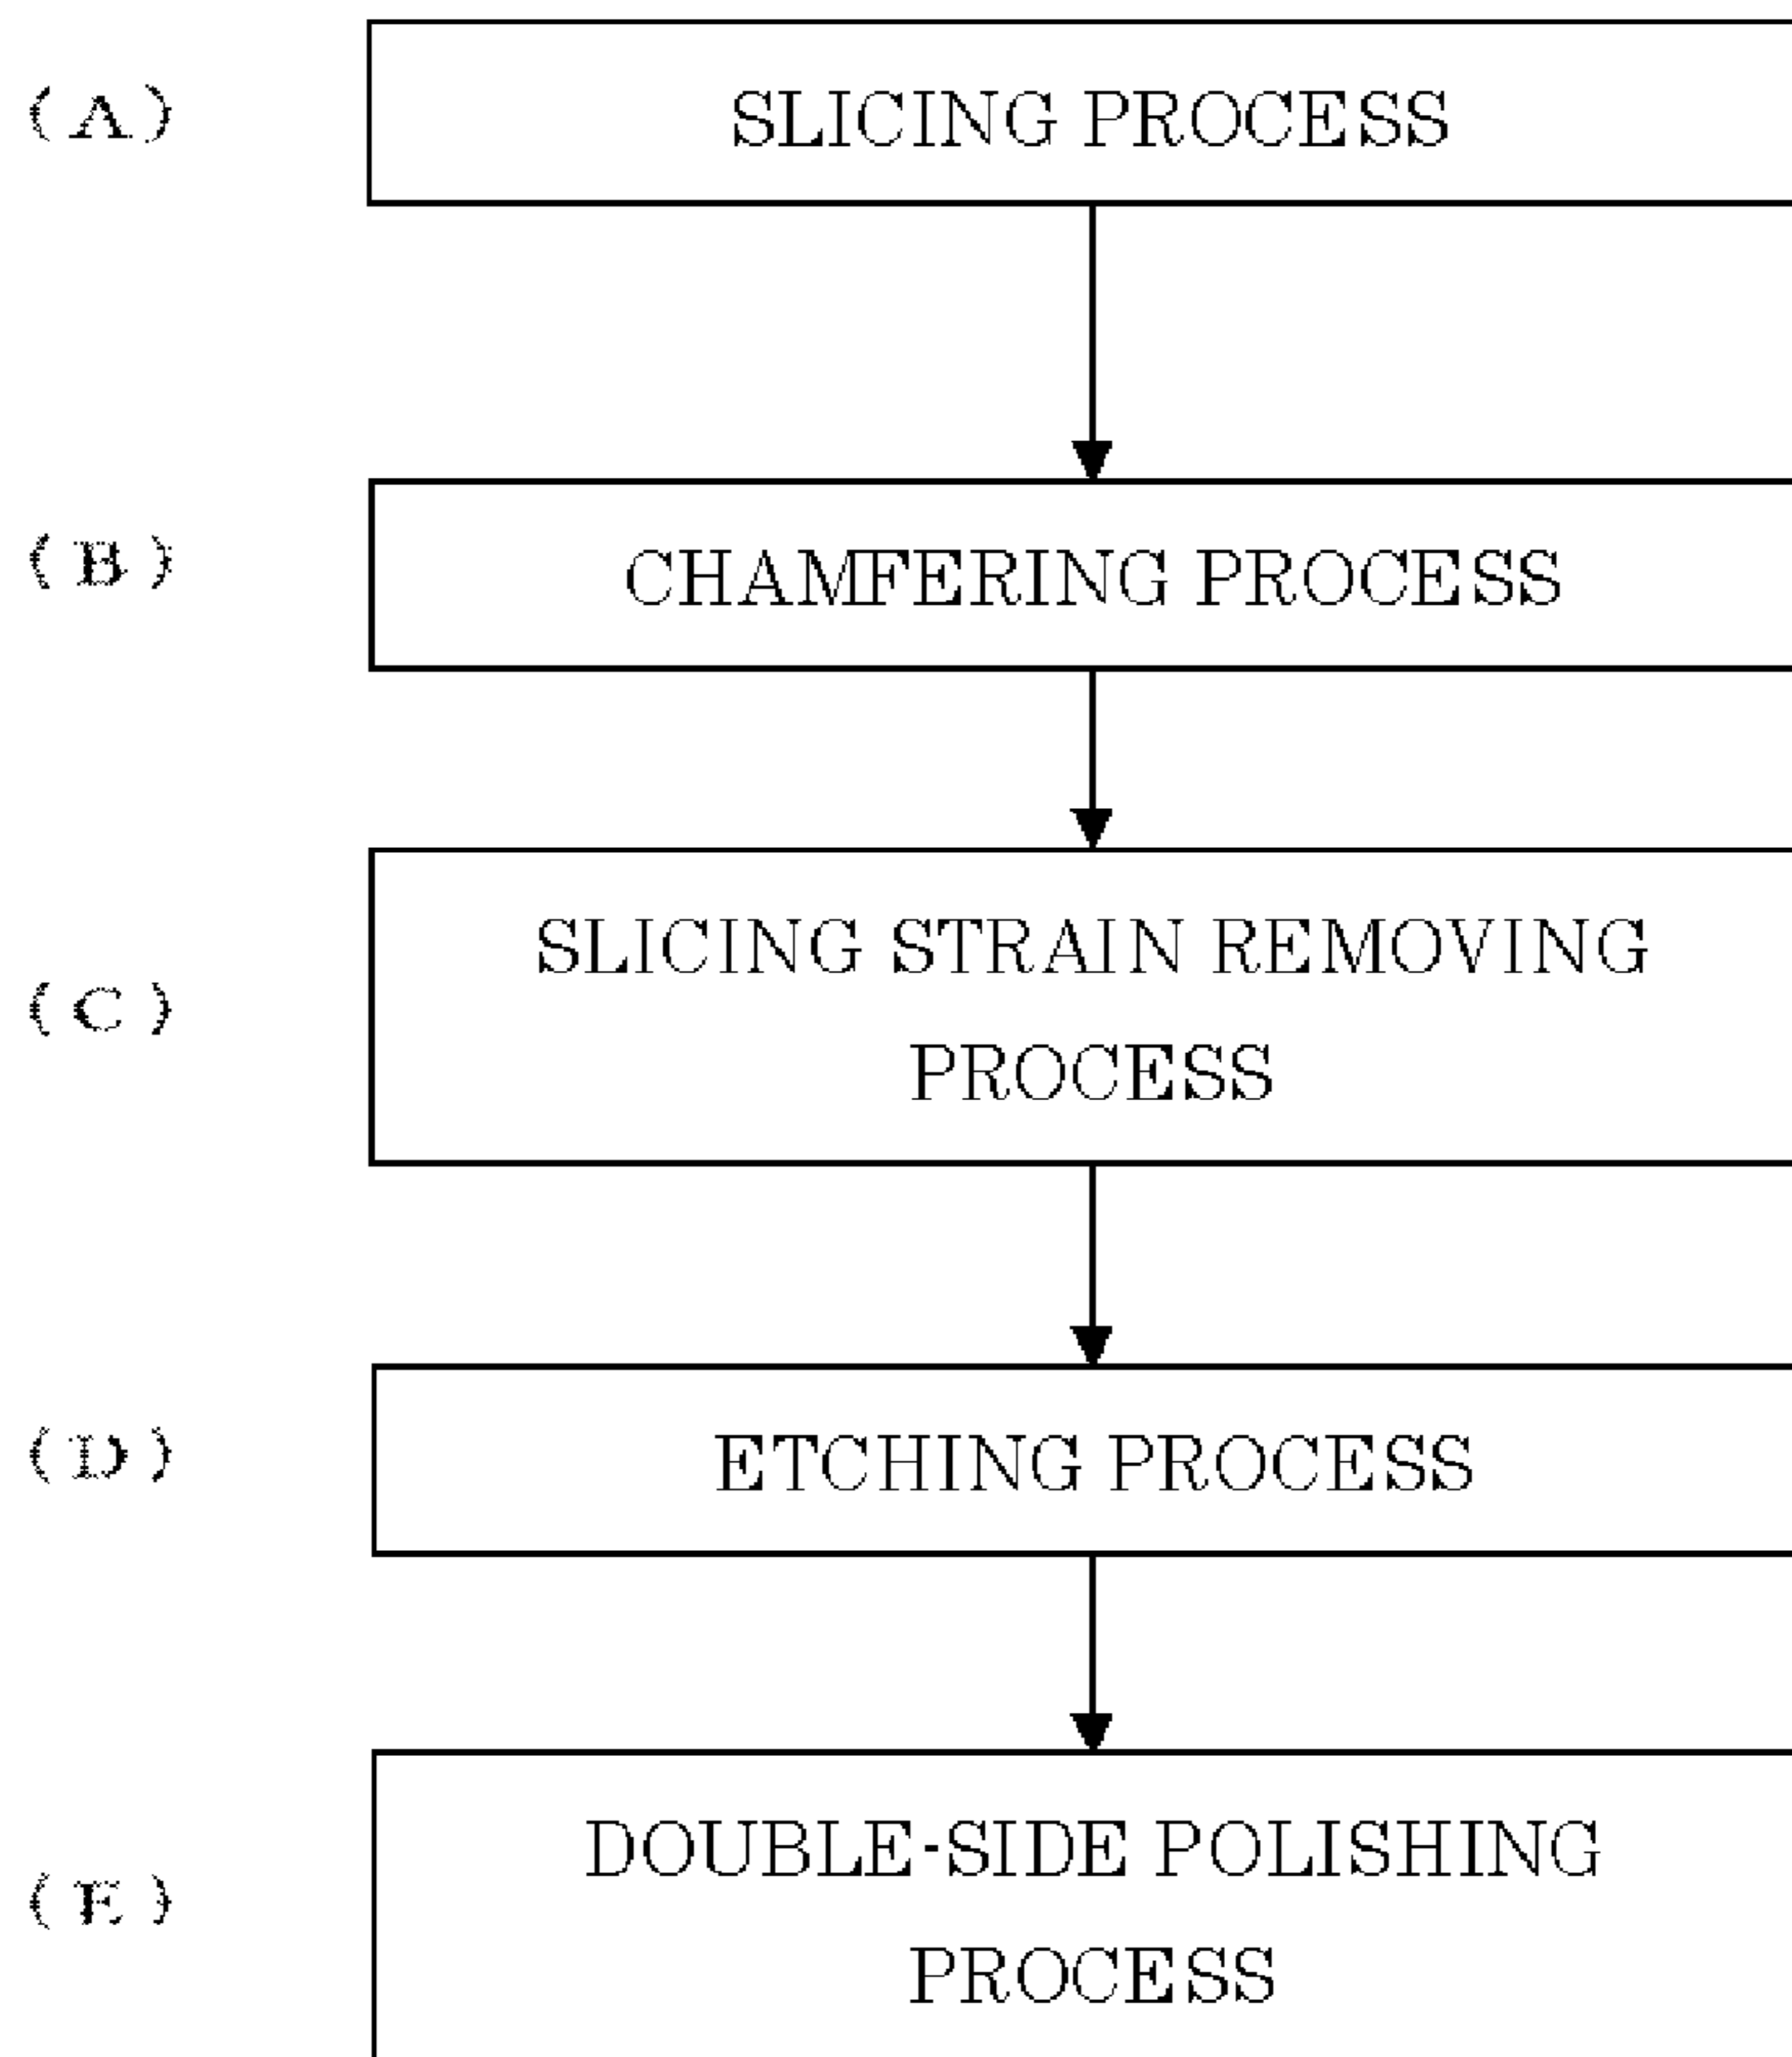 (A) SLICING PROCESS
(B) CHAMFERING PROCESS
(C) SLICING STRAIN REMOVING
PROCESS
(D) ETCHING PROCESS
(E) DOUBLE-SIDE POLISHING
PROCESS